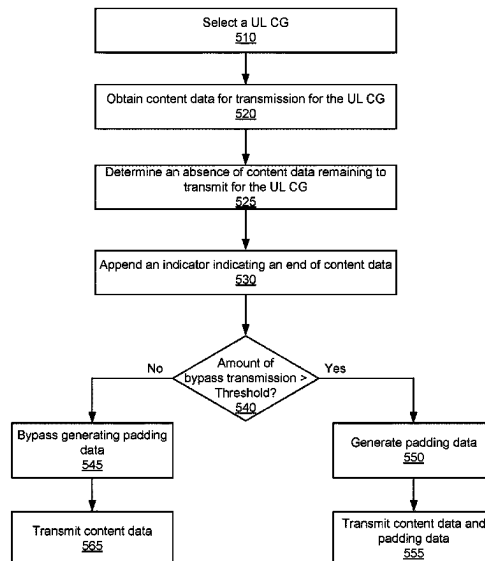 Select a UL CG
510
Obtain content data for transmission for the UL CG
520
Determine an absence of content data remaining to
transmit for the UL CG
525
Append an indicator indicating an end of content data
530
Amount of
bypass transmission >
Threshold?
540
No
Yes
Bypass generating padding
data
545
Generate padding data
550
Transmit content data
565
Transmit content data and
padding data
555